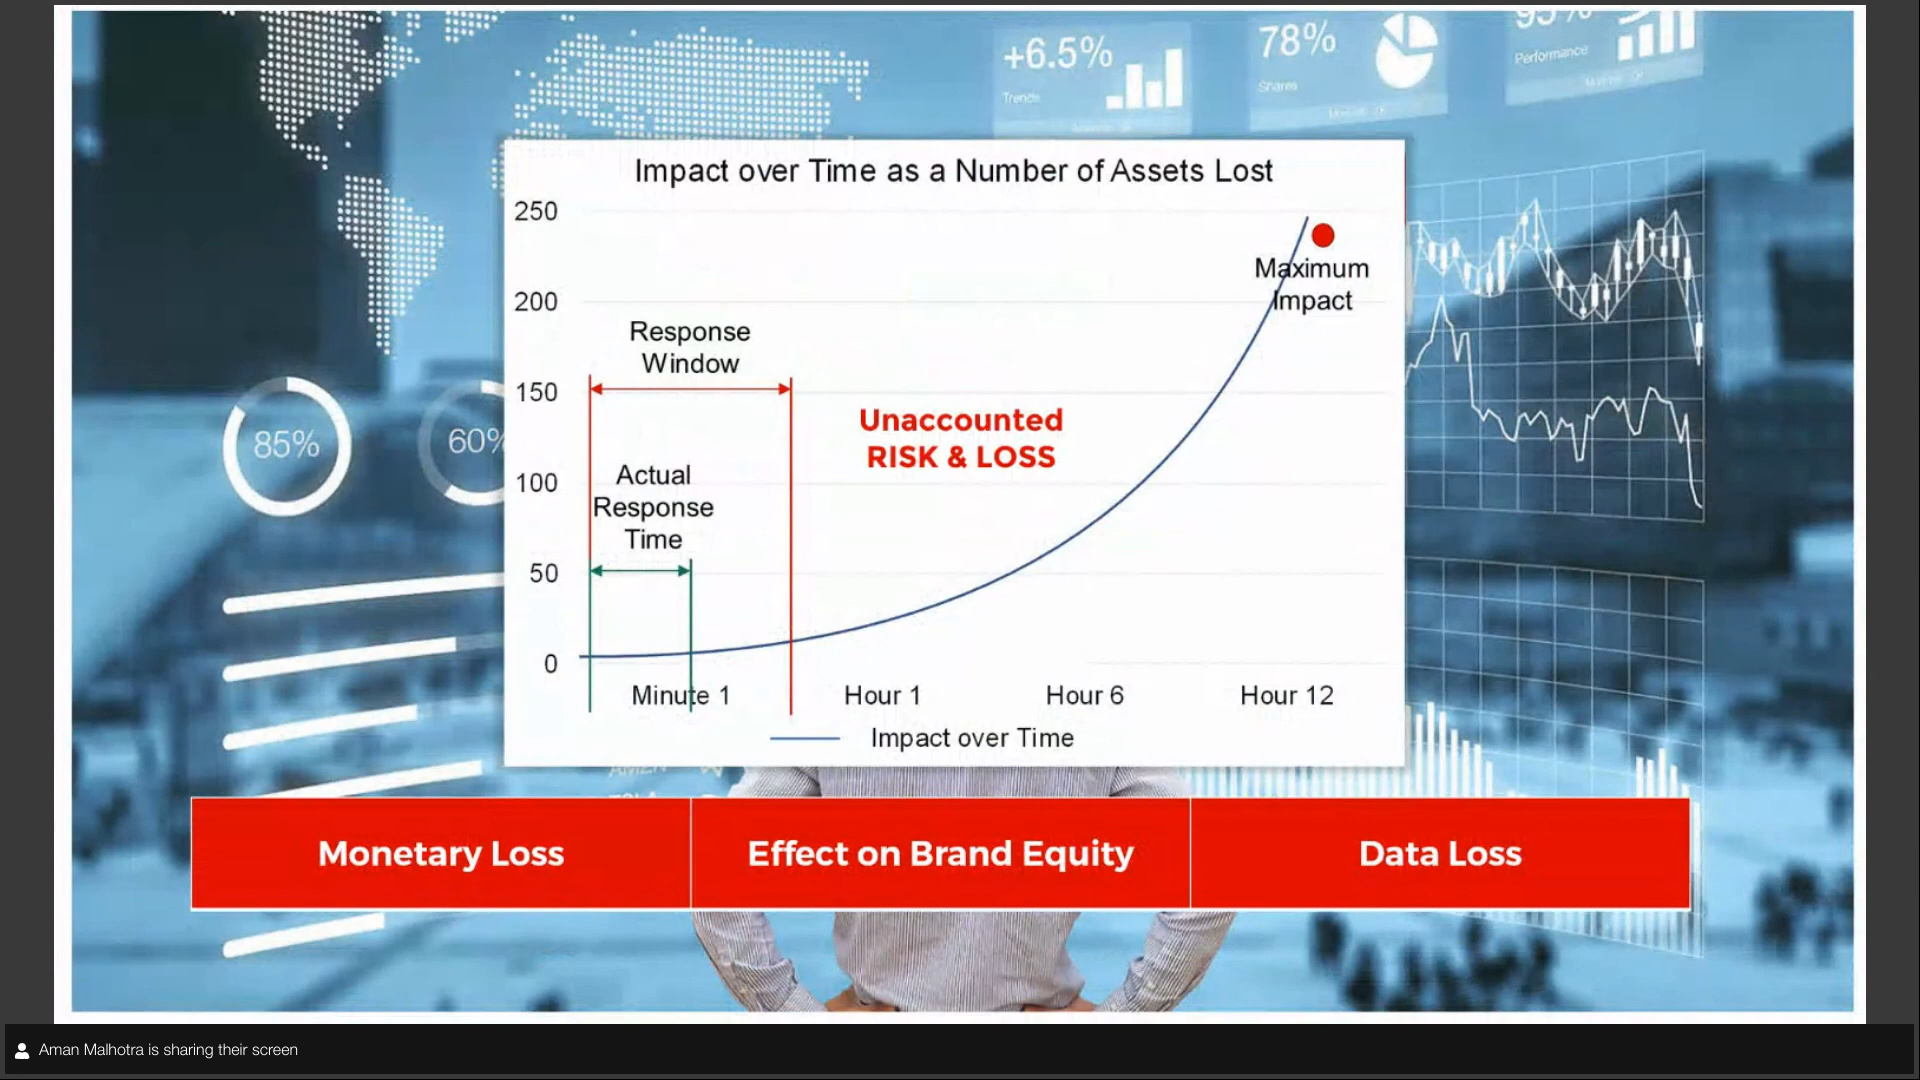 +6.5%
Trends
78%
Shares
Performance
Impact over Time as a Number of Assets Lost
250
200
150
100
50
0
Maximum
Impact
Response
Window
Unaccounted
RISK & LOSS
Actual
Response
Time
85%
60%
Minute 1
Hour 1
Hour 6
Hour 12
Impact over Time
Monetary Loss
Effect on Brand Equity
Data Loss
Aman Malhotra is sharing their screen